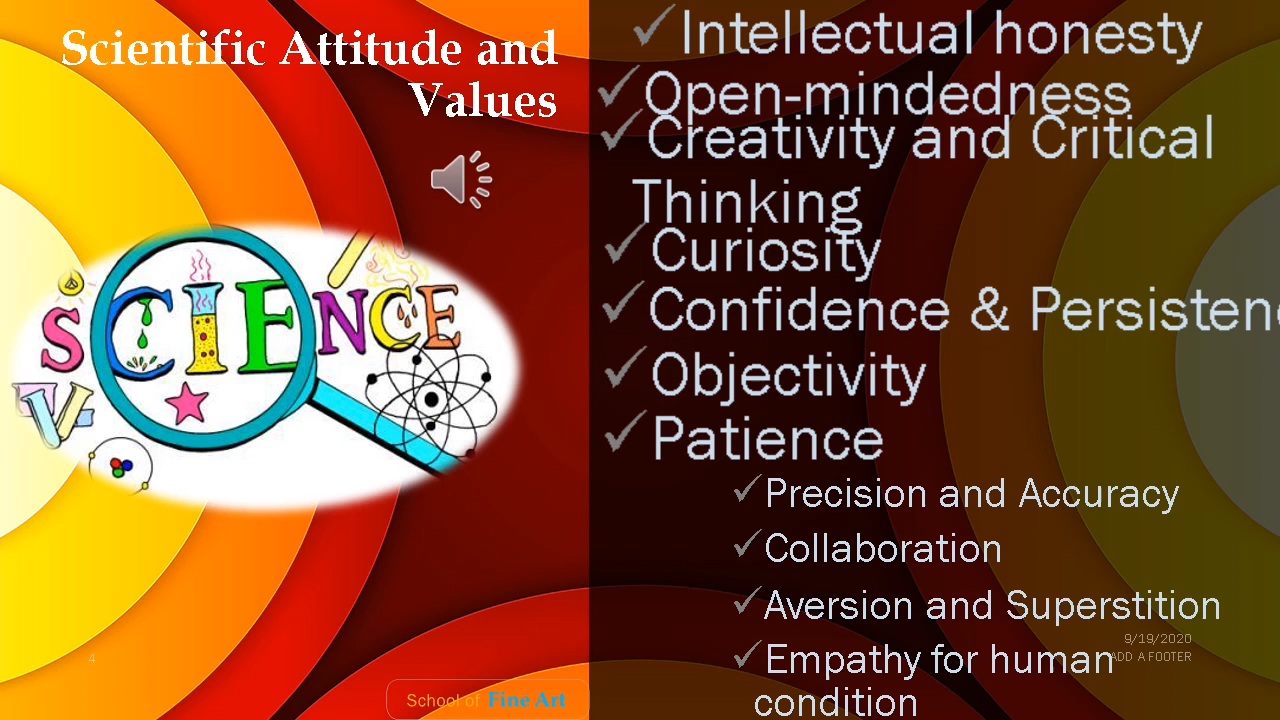 Scientific Attitude and
Values
SCIENCE
✓Intellectual honesty
✓Open-mindedness
✓Creativity and Critical
Thinking
✓Curiosity
✓Confidence & Persistenc
✓Objectivity
✓Patience
✓Precision and Accuracy
✓Collaboration
✓Aversion and Superstition
✓Empathy for human
condition
9/19/2020
ADD A FOOTER
4
School of Fine Art